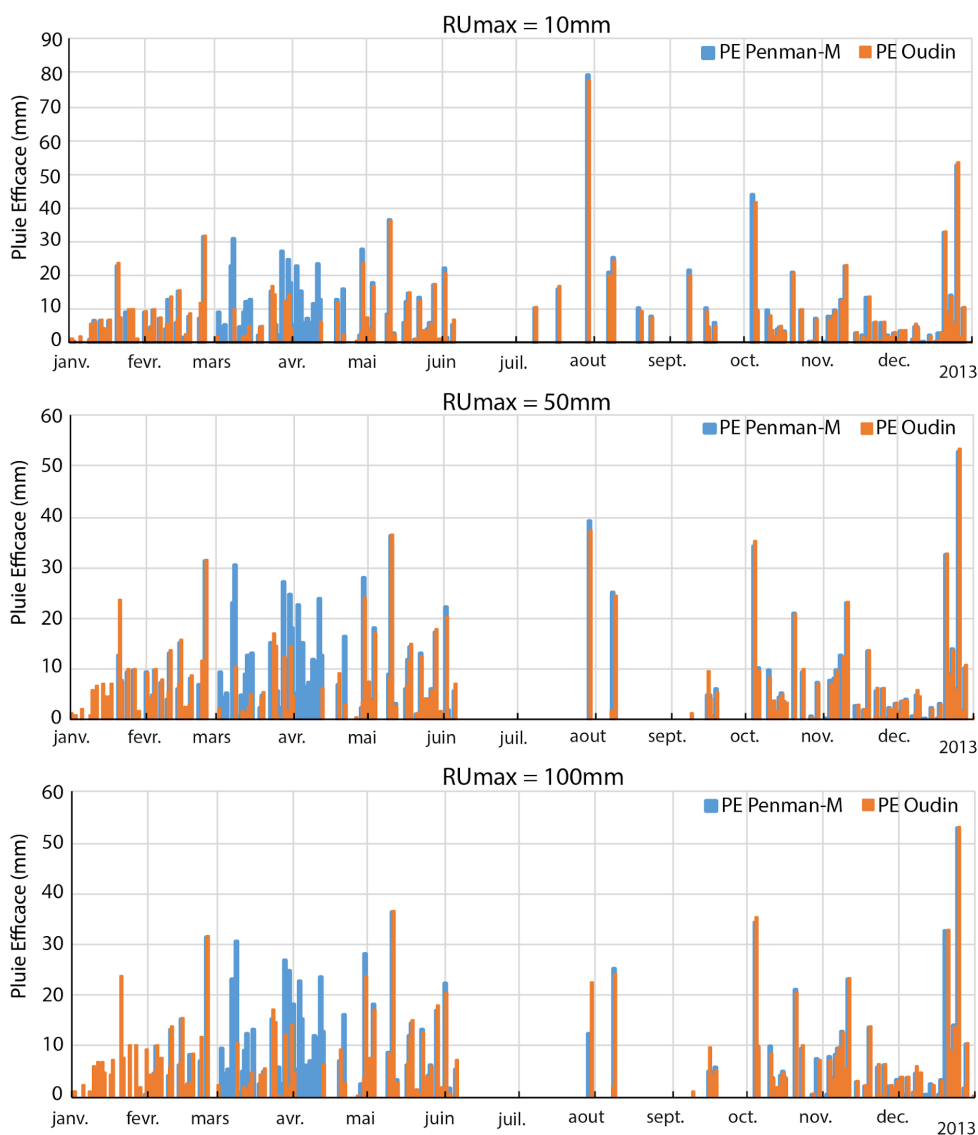 RUmax = 10mm
PE Penman-M PE Oudin
Pluie Efficace (mm)
90
80
70
60
50
40
30
20
10
0
janv. fevr. mars avr. mai juin juil. aout sept. oct. nov. dec. 2013
RUmax = 50mm
PE Penman-M PE Oudin
Pluie Efficace (mm)
60
50
40
30
20
10
0
janv. fevr. mars avr. mai juin juil. aout sept. oct. nov. dec. 2013
RUmax = 100mm
PE Penman-M PE Oudin
Pluie Efficace (mm)
60
50
40
30
20
10
0
janv. fevr. mars avr. mai juin juil. aout sept. oct. nov. dec. 2013